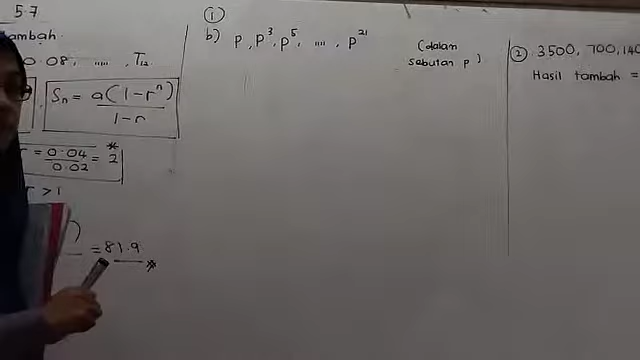 5.7
tambah.
0.08, ....., T₁₂
Sₙ = a(1-rⁿ)
1-r
r = 0.04 = 2*
0.02
r > 1
= 81.9 *
①
b) p, p³, p⁵, ....., p²¹
(dalam
sebutan p)
② 3500, 700, 140
Hasil tambah =